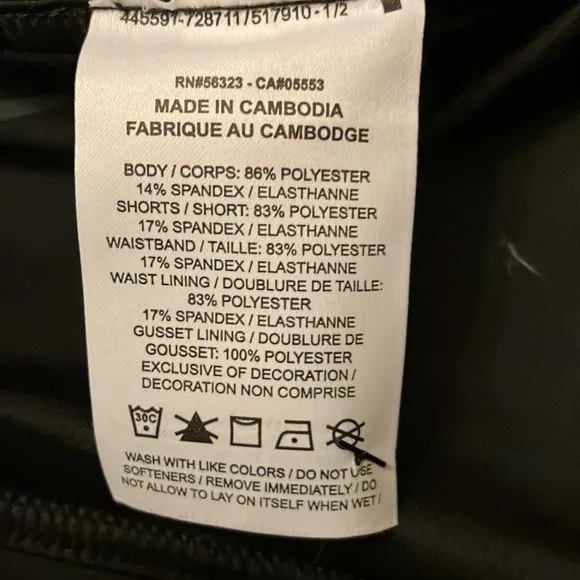 445591-728711/517910-1/2
RN#56323 - CA#05553
MADE IN CAMBODIA
FABRIQUE AU CAMBODGE
BODY / CORPS: 86% POLYESTER
14% SPANDEX / ELASTHANNE
SHORTS / SHORT: 83% POLYESTER
17% SPANDEX / ELASTHANNE
WAISTBAND / TAILLE: 83% POLYESTER
17% SPANDEX / ELASTHANNE
WAIST LINING / DOUBLURE DE TAILLE:
83% POLYESTER
17% SPANDEX / ELASTHANNE
GUSSET LINING / DOUBLURE DE
GOUSSET: 100% POLYESTER
EXCLUSIVE OF DECORATION /
DECORATION NON COMPRISE
30C
WASH WITH LIKE COLORS / DO NOT USE
SOFTENERS / REMOVE IMMEDIATELY / DO
NOT ALLOW TO LAY ON ITSELF WHEN WET /